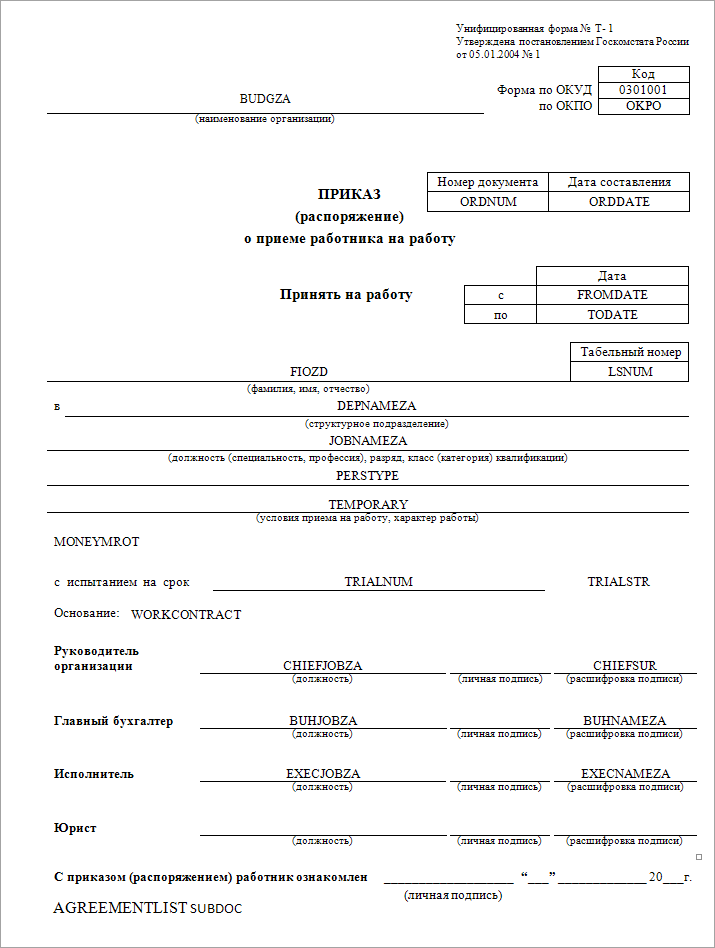 Унифицированная форма № Т- 1
Утверждена постановлением Госкомстата России
от 05.01.2004 № 1
Код
Форма по ОКУД 0301001
BUDGZA по ОКПО OKPO
(наименование организации)
Номер документа Дата составления
ПРИКАЗ ORDNUM ORDDATE
(распоряжение)
о приеме работника на работу
Дата
Принять на работу с FROMDATE
по TODATE
Табельный номер
FIOZD LSNUM
(фамилия, имя, отчество)
в DEPNAMEZA
(структурное подразделение)
JOBNAMEZA
(должность (специальность, профессия), разряд, класс (категория) квалификации)
PERSTYPE
TEMPORARY
(условия приема на работу, характер работы)
MONEYMROT
с испытанием на срок TRIALNUM TRIALSTR
Основание: WORKCONTRACT
Руководитель
организации CHIEFJOBZA CHIEFSUR
(должность) (личная подпись) (расшифровка подписи)
Главный бухгалтер BUHJOBZA BUHNAMEZA
(должность) (личная подпись) (расшифровка подписи)
Исполнитель EXECJOBZA EXECNAMEZA
(должность) (личная подпись) (расшифровка подписи)
Юрист
(должность) (личная подпись) (расшифровка подписи)
С приказом (распоряжением) работник ознакомлен ____________________ “___” ______________ 20___г.
(личная подпись)
AGREEMENTLIST SUBDOC